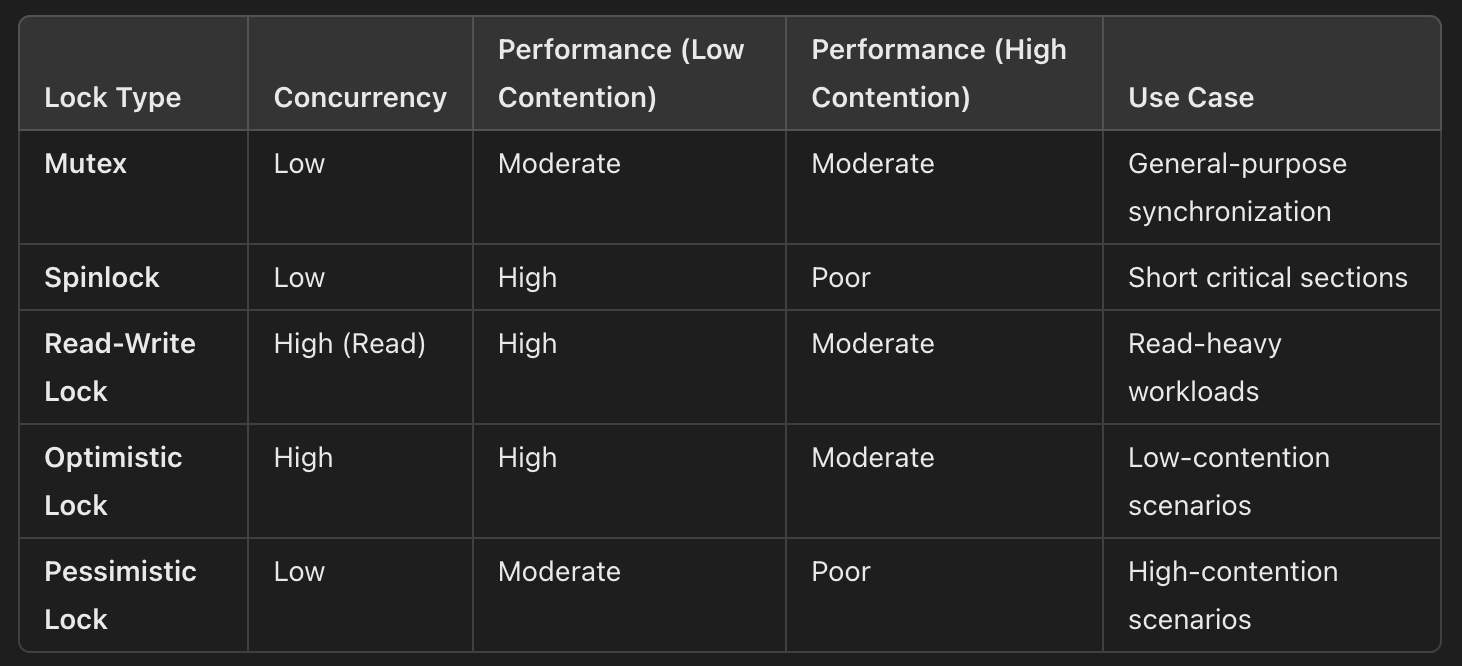 Lock Type
Concurrency
Performance (Low
Contention)
Performance (High
Contention)
Use Case
Mutex
Low
Moderate
Moderate
General-purpose
synchronization
Spinlock
Low
High
Poor
Short critical sections
Read-Write
Lock
High (Read)
High
Moderate
Read-heavy
workloads
Optimistic
Lock
High
High
Moderate
Low-contention
scenarios
Pessimistic
Lock
Low
Moderate
Poor
High-contention
scenarios